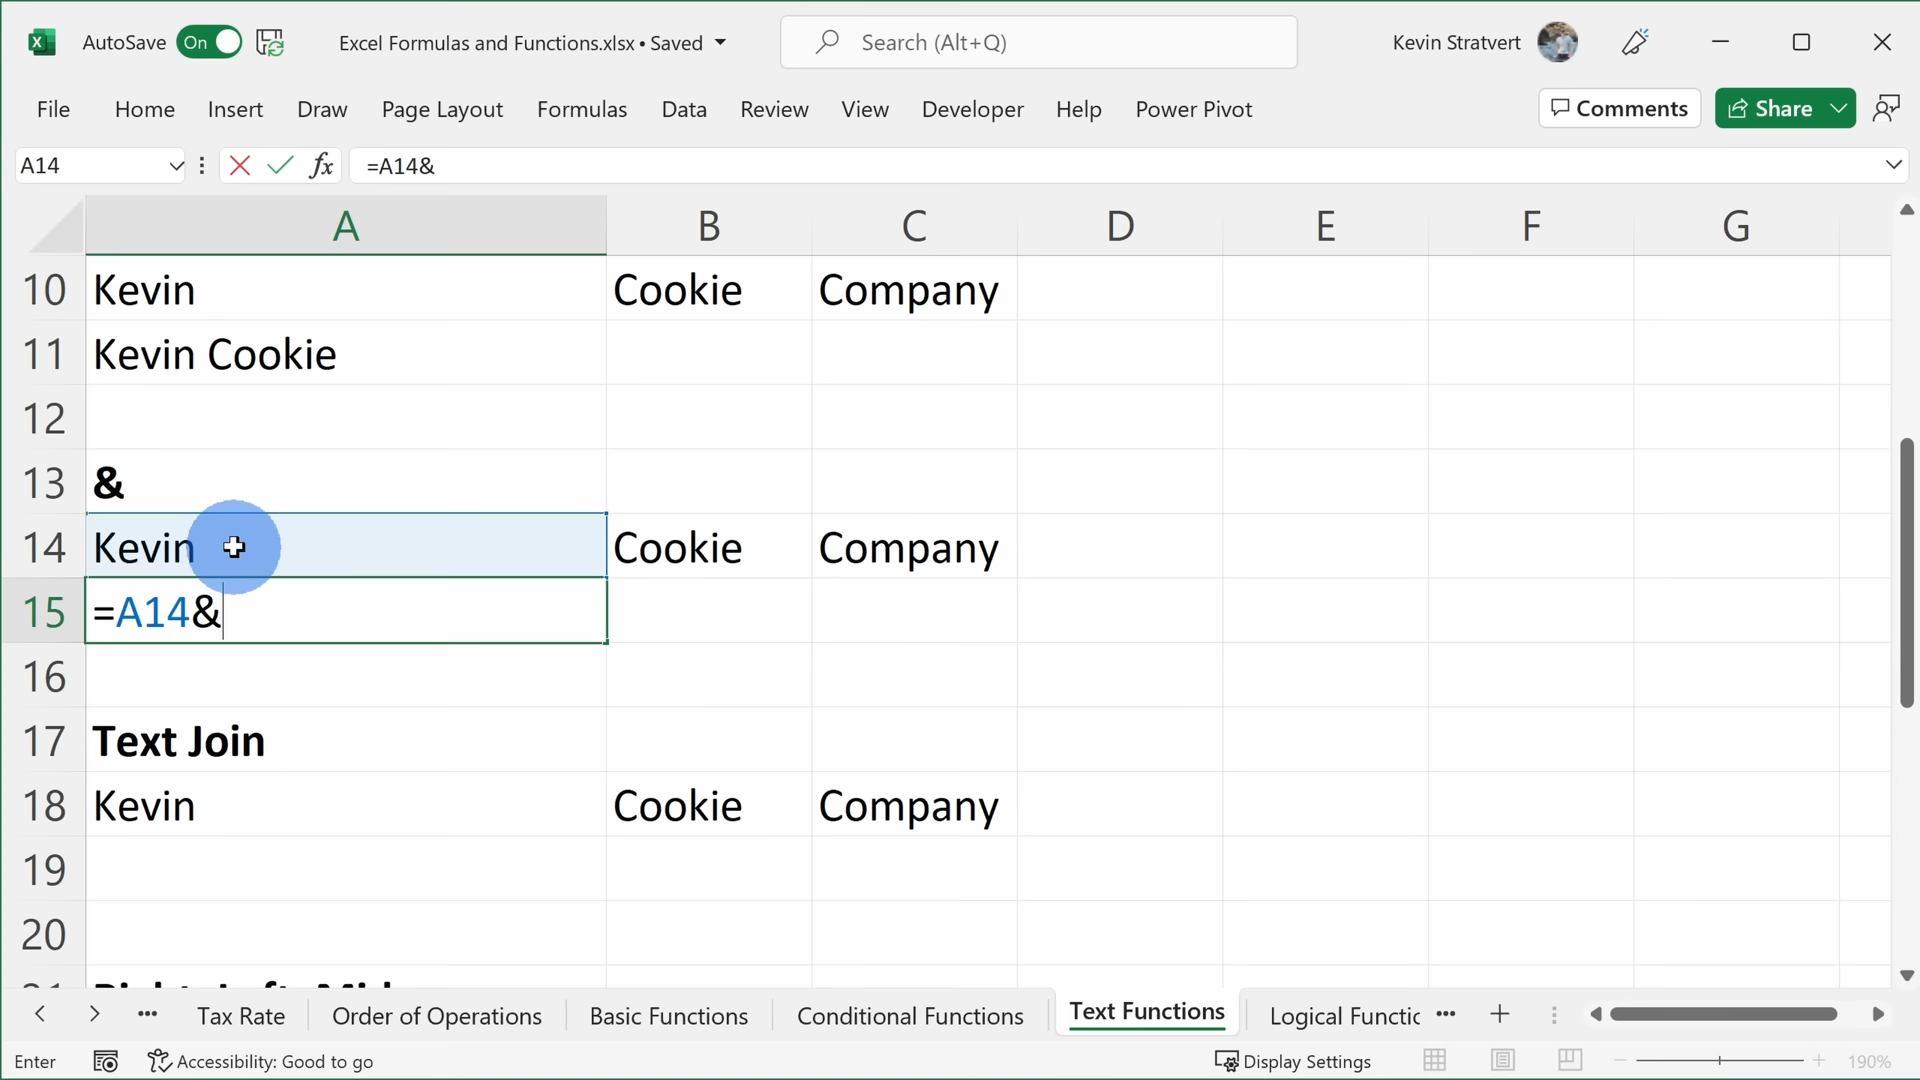 AutoSave On Excel Formulas and Functions.xlsx • Saved Search (Alt+Q) Kevin Stratvert
File Home Insert Draw Page Layout Formulas Data Review View Developer Help Power Pivot Comments Share
A14 fx =A14&
A B C D E F G
10 Kevin Cookie Company
11 Kevin Cookie
12
13 &
14 Kevin Cookie Company
15 =A14&
16
17 Text Join
18 Kevin Cookie Company
19
20
Tax Rate Order of Operations Basic Functions Conditional Functions Text Functions Logical Functic
Enter Accessibility: Good to go Display Settings 190%